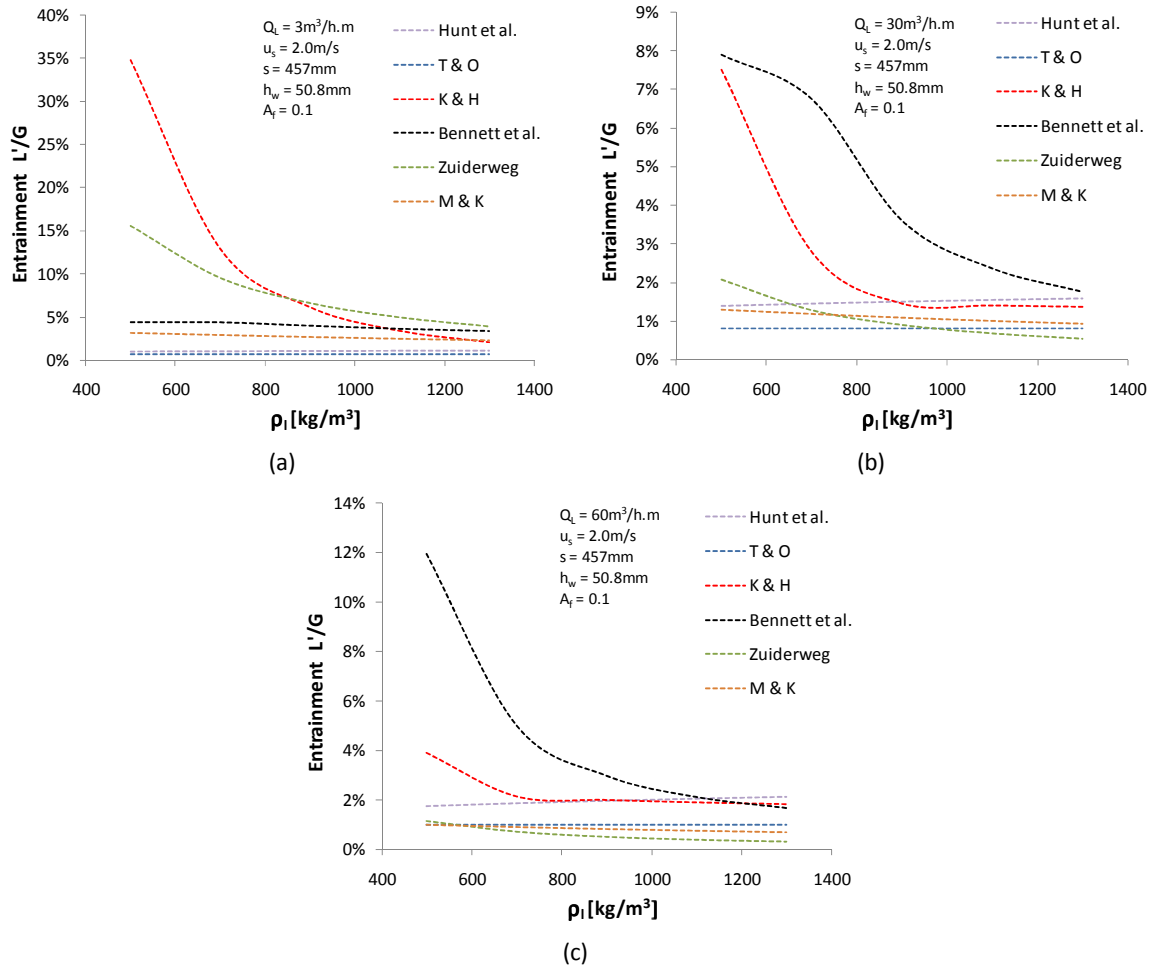 40%
35%
30%
25%
20%
15%
10%
5%
0%
Entrainment L'/G
400 600 800 1000 1200 1400
ρl [kg/m³]
QL = 3m³/h.m
us = 2.0m/s
s = 457mm
hw = 50.8mm
Af = 0.1
Hunt et al.
T & O
K & H
Bennett et al.
Zuiderweg
M & K
(a)
9%
8%
7%
6%
5%
4%
3%
2%
1%
0%
Entrainment L'/G
400 600 800 1000 1200 1400
ρl [kg/m³]
QL = 30m³/h.m
us = 2.0m/s
s = 457mm
hw = 50.8mm
Af = 0.1
Hunt et al.
T & O
K & H
Bennett et al.
Zuiderweg
M & K
(b)
14%
12%
10%
8%
6%
4%
2%
0%
Entrainment L'/G
400 600 800 1000 1200 1400
ρl [kg/m³]
QL = 60m³/h.m
us = 2.0m/s
s = 457mm
hw = 50.8mm
Af = 0.1
Hunt et al.
T & O
K & H
Bennett et al.
Zuiderweg
M & K
(c)